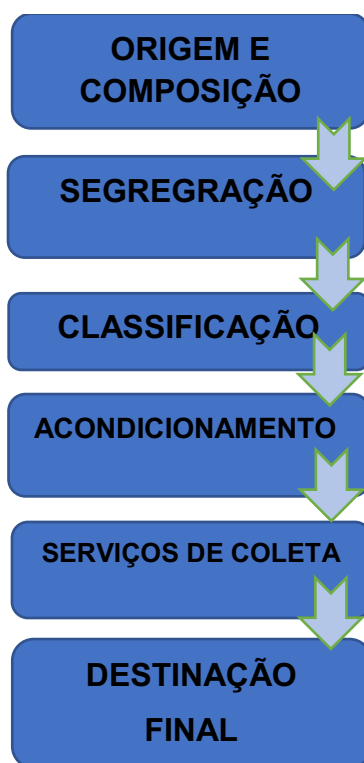 ORIGEM E
COMPOSIÇÃO
SEGREGRAÇÃO
CLASSIFICAÇÃO
ACONDICIONAMENTO
SERVIÇOS DE COLETA
DESTINAÇÃO
FINAL